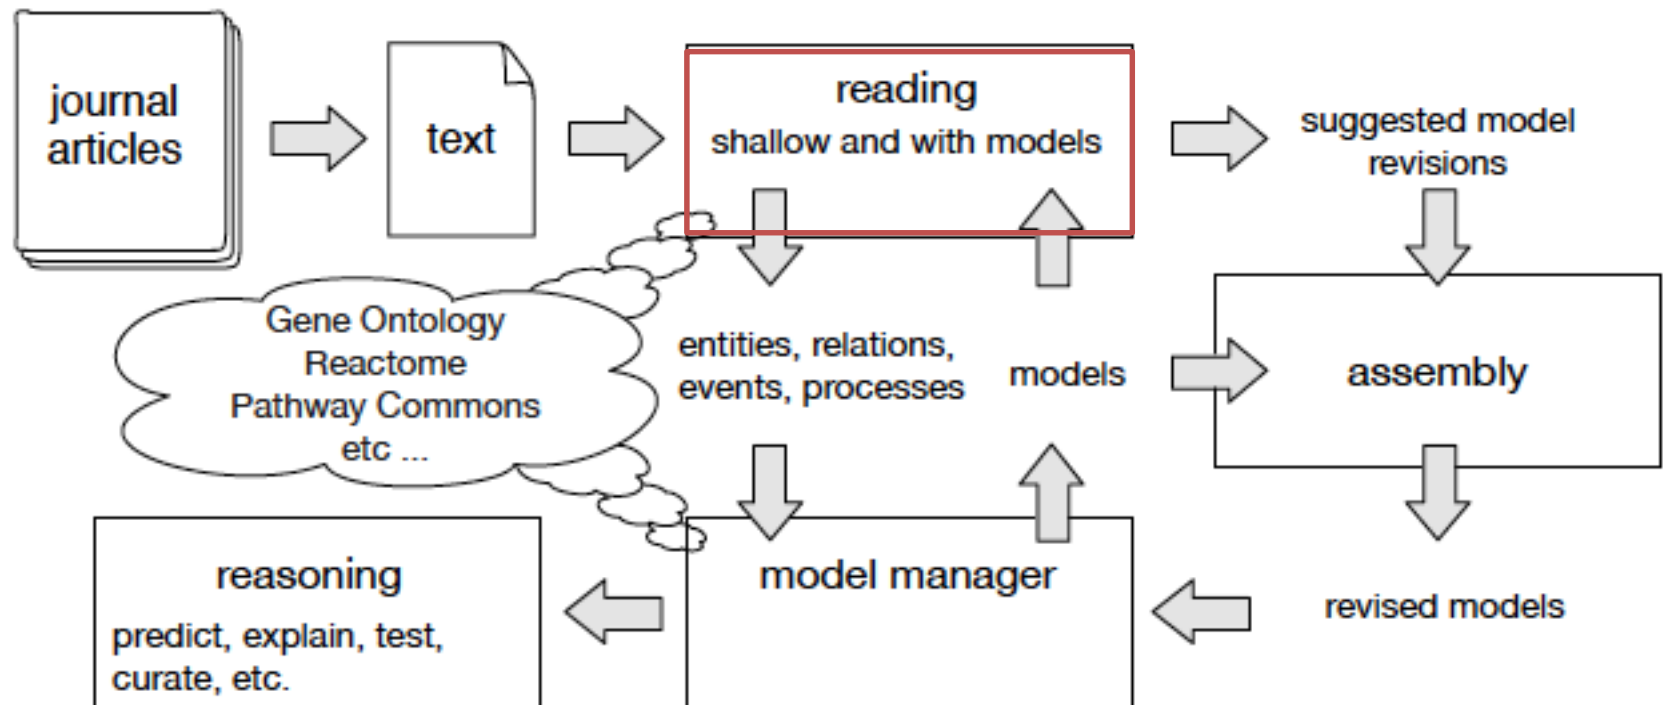 journal
articles
text
reading
shallow and with models
suggested model
revisions
Gene Ontology
Reactome
Pathway Commons
etc ...
entities, relations,
events, processes
models
assembly
reasoning
predict, explain, test,
curate, etc.
model manager
revised models